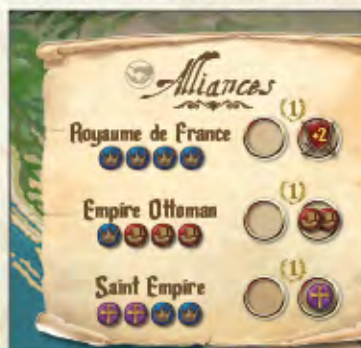 Alliances
(1)
Royaume de France
+2
(1)
Empire Ottoman
(1)
Saint Empire